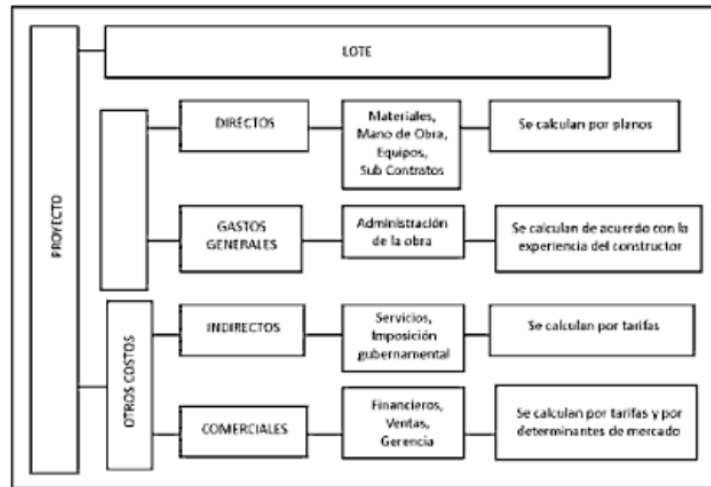 LOTE
PROYECTO
DIRECTOS
Materiales,
Mano de Obra,
Equipos,
Sub Contratos
Se calculan por planos
GASTOS
GENERALES
Administración
de la obra
Se calculan de acuerdo con la
experiencia del constructor
OTROS COSTOS
INDIRECTOS
Servicios,
Imposición
gubernamental
Se calculan por tarifas
COMERCIALES
Financieros,
Ventas,
Gerencia
Se calculan por tarifas y por
determinantes de mercado